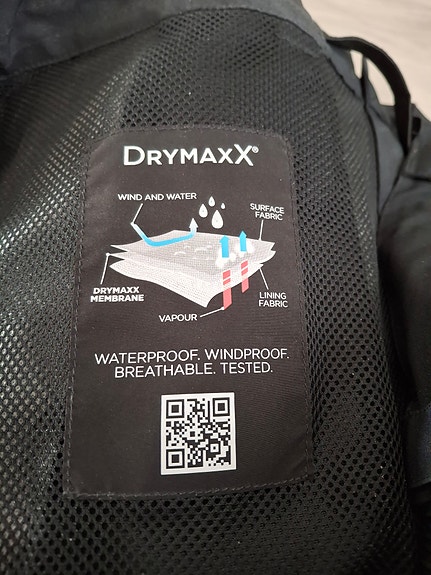 DRYMAXX®
WIND AND WATER
SURFACE
FABRIC
DRYMAXX
MEMBRANE
LINING
FABRIC
VAPOUR
WATERPROOF. WINDPROOF.
BREATHABLE. TESTED.